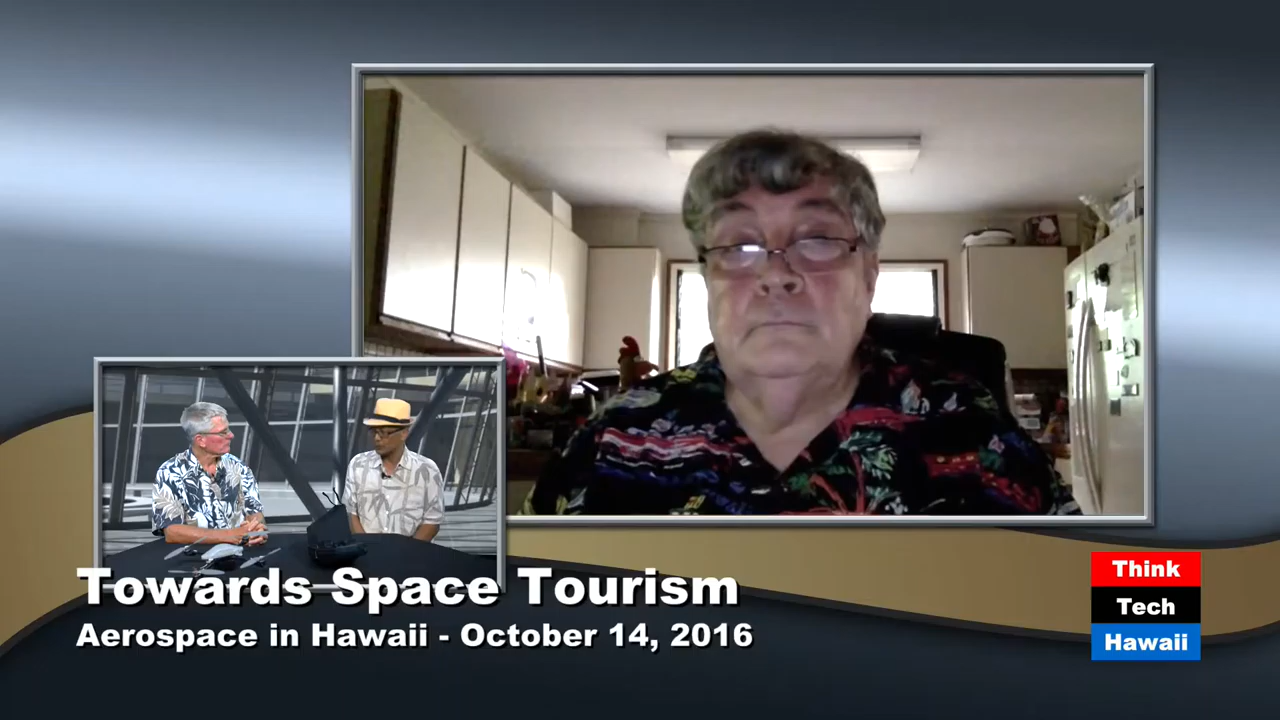 Towards Space Tourism
Aerospace in Hawaii - October 14, 2016
Think
Tech
Hawaii